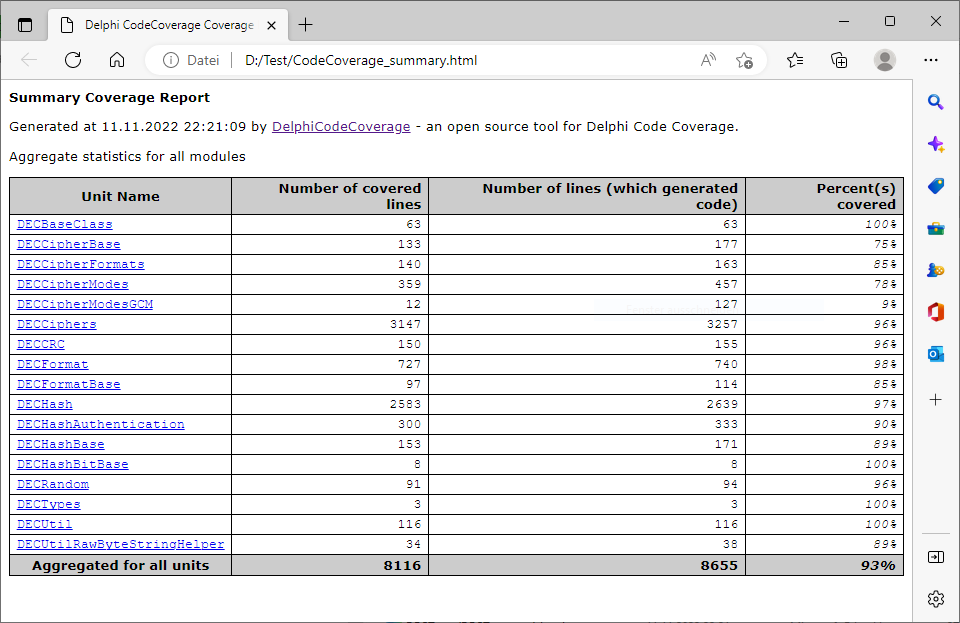 Delphi CodeCoverage Coverage
Datei D:/Test/CodeCoverage_summary.html
Summary Coverage Report
Generated at 11.11.2022 22:21:09 by DelphiCodeCoverage - an open source tool for Delphi Code Coverage.
Aggregate statistics for all modules
Unit Name Number of covered lines Number of lines (which generated code) Percent(s) covered
DECBaseClass 63 63 100%
DECCipherBase 133 177 75%
DECCipherFormats 140 163 85%
DECCipherModes 359 457 78%
DECCipherModesGCM 12 127 9%
DECCiphers 3147 3257 96%
DECCRC 150 155 96%
DECFormat 727 740 98%
DECFormatBase 97 114 85%
DECHash 2583 2639 97%
DECHashAuthentication 300 333 90%
DECHashBase 153 171 89%
DECHashBitBase 8 8 100%
DECRandom 91 94 96%
DECTypes 3 3 100%
DECUtil 116 116 100%
DECUtilRawByteStringHelper 34 38 89%
Aggregated for all units 8116 8655 93%